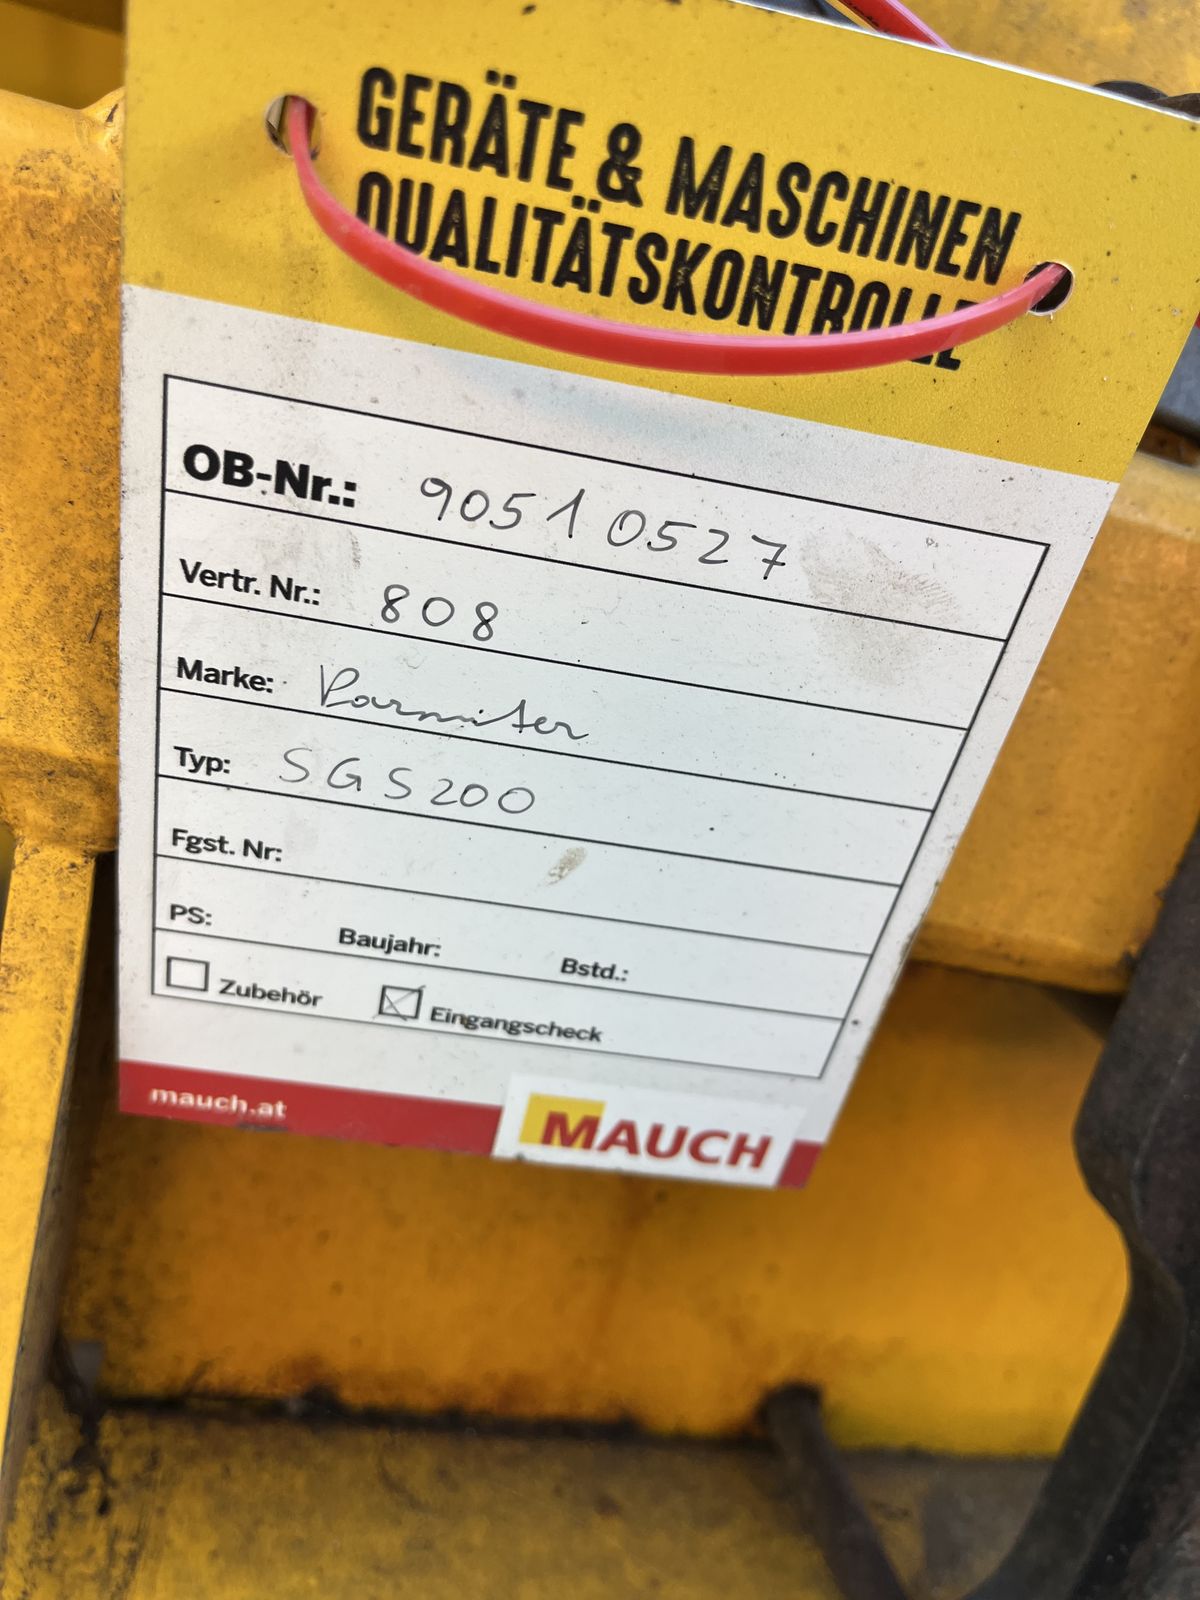 GERÄTE & MASCHINEN
QUALITÄTSKONTROLLE
OB-Nr.: 90510527
Vertr. Nr.: 808
Marke: Parmiter
Typ: SGS200
Fgst. Nr:
PS: Baujahr: Bstd.:
Zubehör Eingangscheck
mauch.at MAUCH